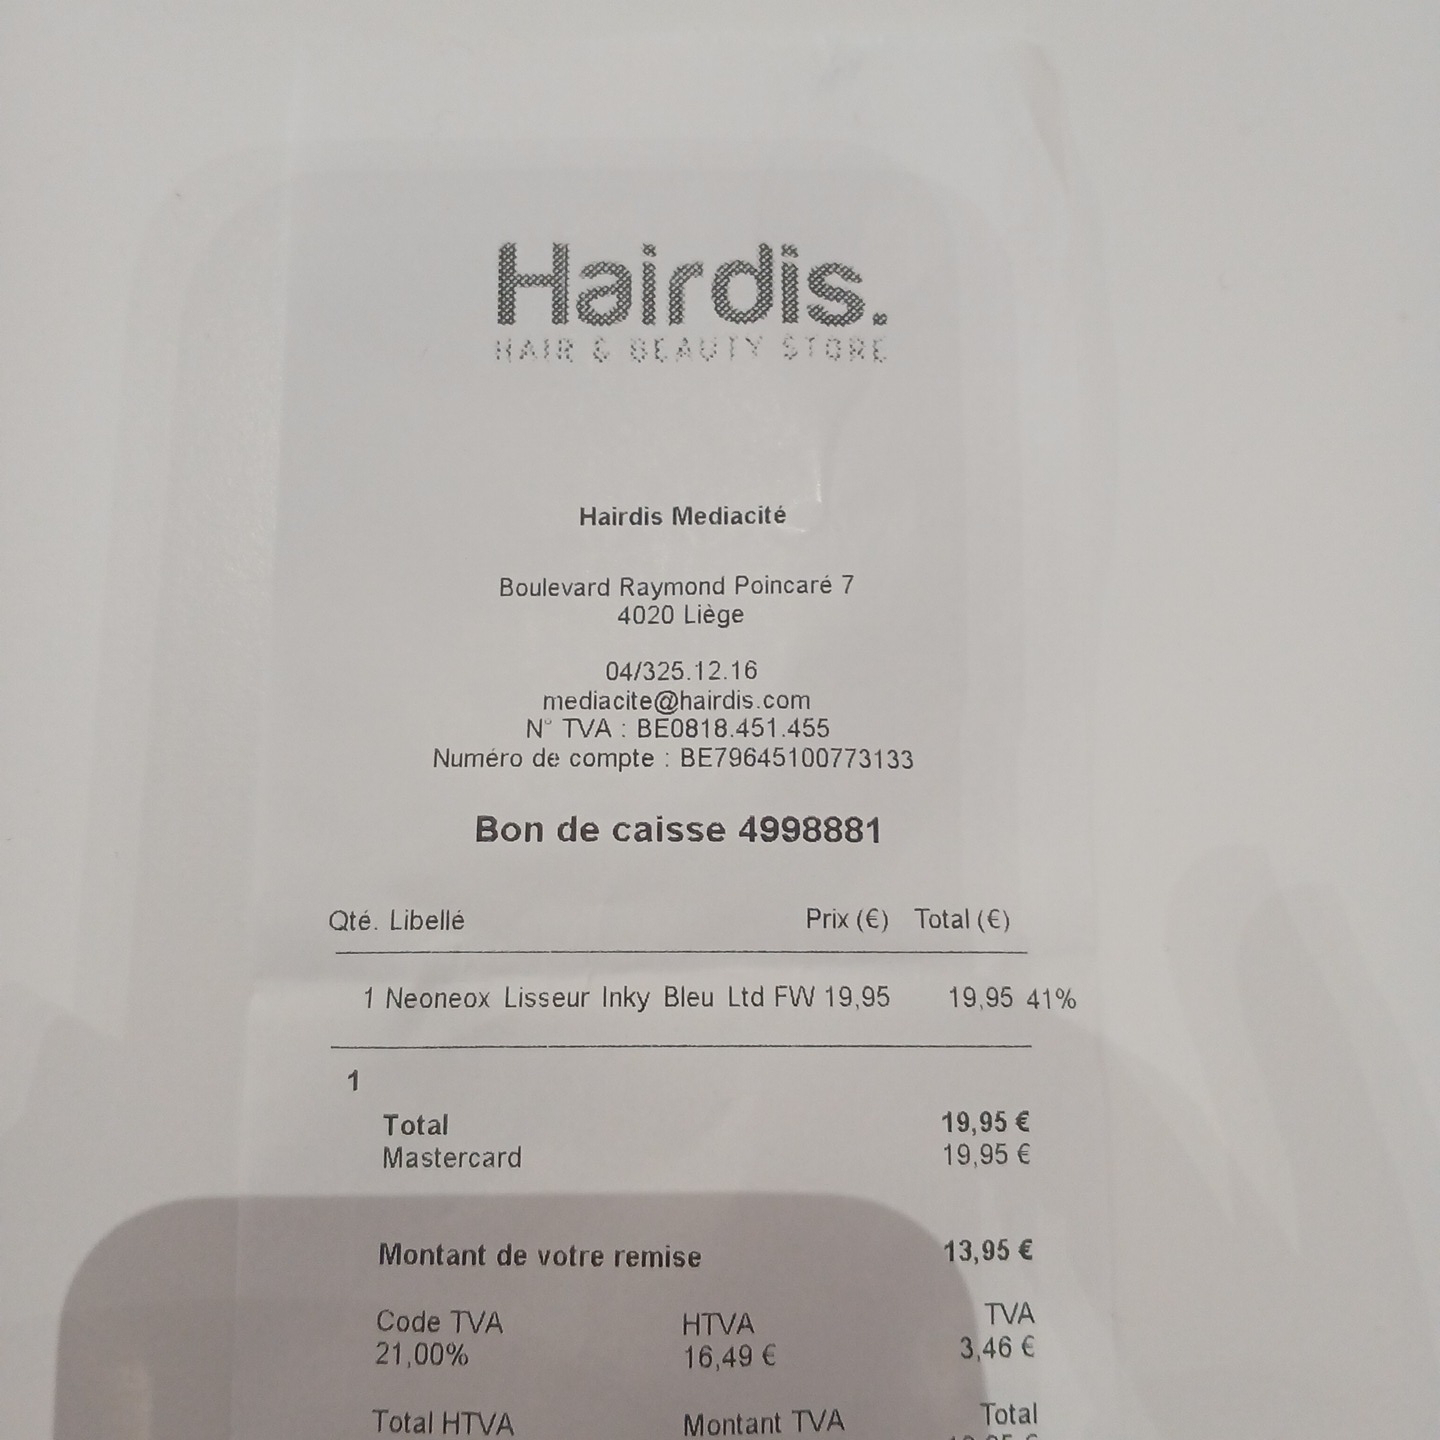 Hairdis.
HAIR & BEAUTY STORE
Hairdis Mediacité
Boulevard Raymond Poincaré 7
4020 Liège
04/325.12.16
mediacite@hairdis.com
N° TVA : BE0818.451.455
Numéro de compte : BE79645100773133
Bon de caisse 4998881
Qté. Libellé Prix (€) Total (€)
1 Neoneox Lisseur Inky Bleu Ltd FW 19,95 19,95 41%
1
Total 19,95 €
Mastercard 19,95 €
Montant de votre remise 13,95 €
Code TVA HTVA TVA
21,00% 16,49 € 3,46 €
Total HTVA Montant TVA Total